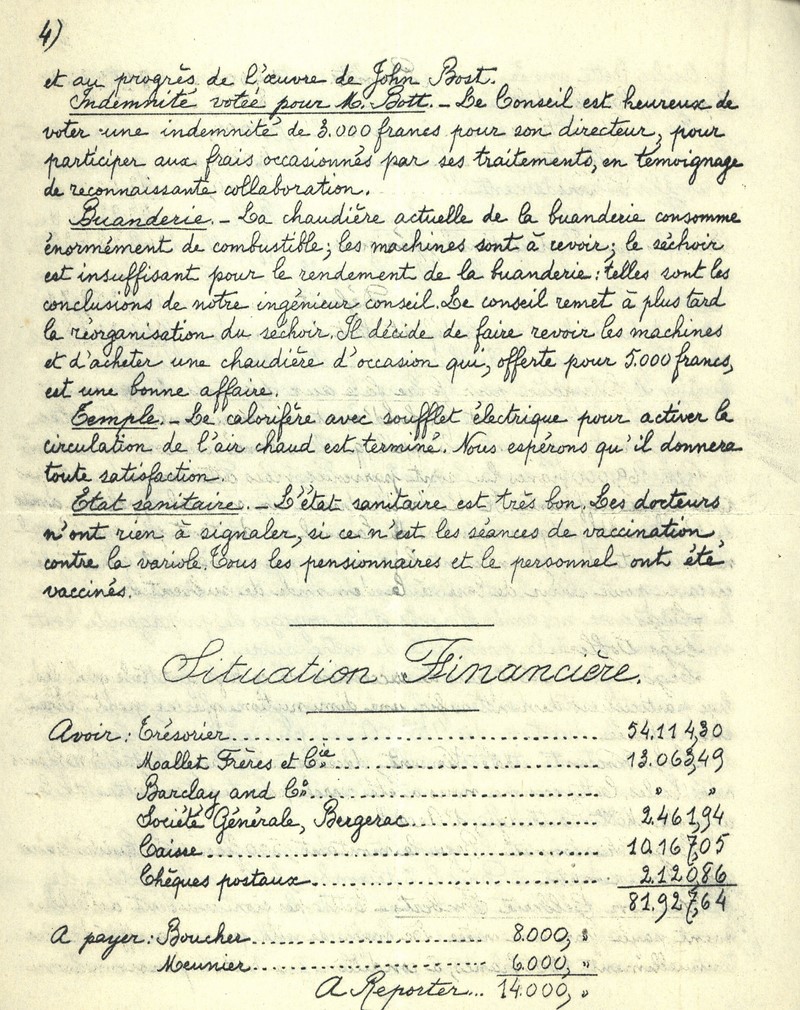 4)
et au progrès de l'œuvre de John Bost.
Indemnité votée pour M. Bott. _ Le Conseil est heureux de
voter une indemnité de 3.000 francs pour son directeur, pour
participer aux frais occasionnés par ses traitements, en témoignage
de reconnaissante collaboration.
Buanderie. _ La chaudière actuelle de la buanderie consomme
énormément de combustible; les machines sont à revoir; le séchoir
est insuffisant pour le rendement de la buanderie: telles sont les
conclusions de notre ingénieur conseil. Le conseil remet à plus tard
la réorganisation du séchoir. Il décide de faire revoir les machines
et d'acheter une chaudière d'occasion qui, offerte pour 5.000 francs,
est une bonne affaire.
Temple. _ Le calorifère avec soufflet électrique pour activer la
circulation de l'air chaud est terminé. Nous espérons qu'il donnera
toute satisfaction.
Etat sanitaire. _ L'état sanitaire est très bon. Les docteurs
n'ont rien à signaler, si ce n'est les séances de vaccination
contre la variole. Tous les pensionnaires et le personnel ont été
vaccinés.
Situation Financière.
Avoir: Trésorier........ 54.114,30
Mallet Frères et Cie........ 13.063,49
Barclay and Co........ " "
Société Générale, Bergerac........ 2.461,94
Caisse........ 10.167,05
Chèques postaux........ 2.120,86
81.927,64
A payer: Boucher........ 8.000, "
Meunier........ 6.000, "
A Reporter... 14.000, "